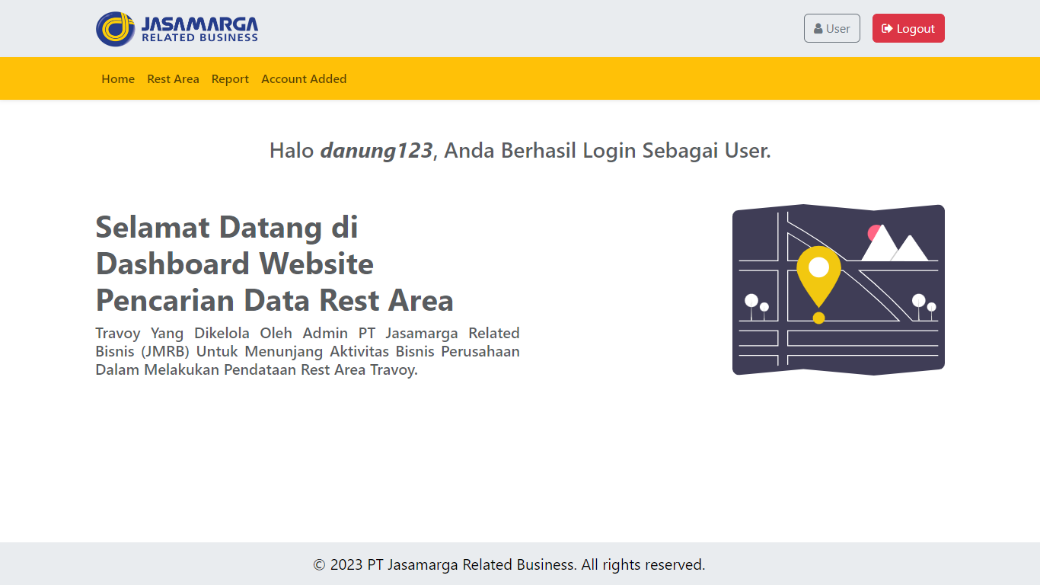 JASAMARGA
RELATED BUSINESS
User
Logout
Home Rest Area Report Account Added
Halo danung123, Anda Berhasil Login Sebagai User.
Selamat Datang di
Dashboard Website
Pencarian Data Rest Area
Travoy Yang Dikelola Oleh Admin PT Jasamarga Related
Bisnis (JMRB) Untuk Menunjang Aktivitas Bisnis Perusahaan
Dalam Melakukan Pendataan Rest Area Travoy.
© 2023 PT Jasamarga Related Business. All rights reserved.